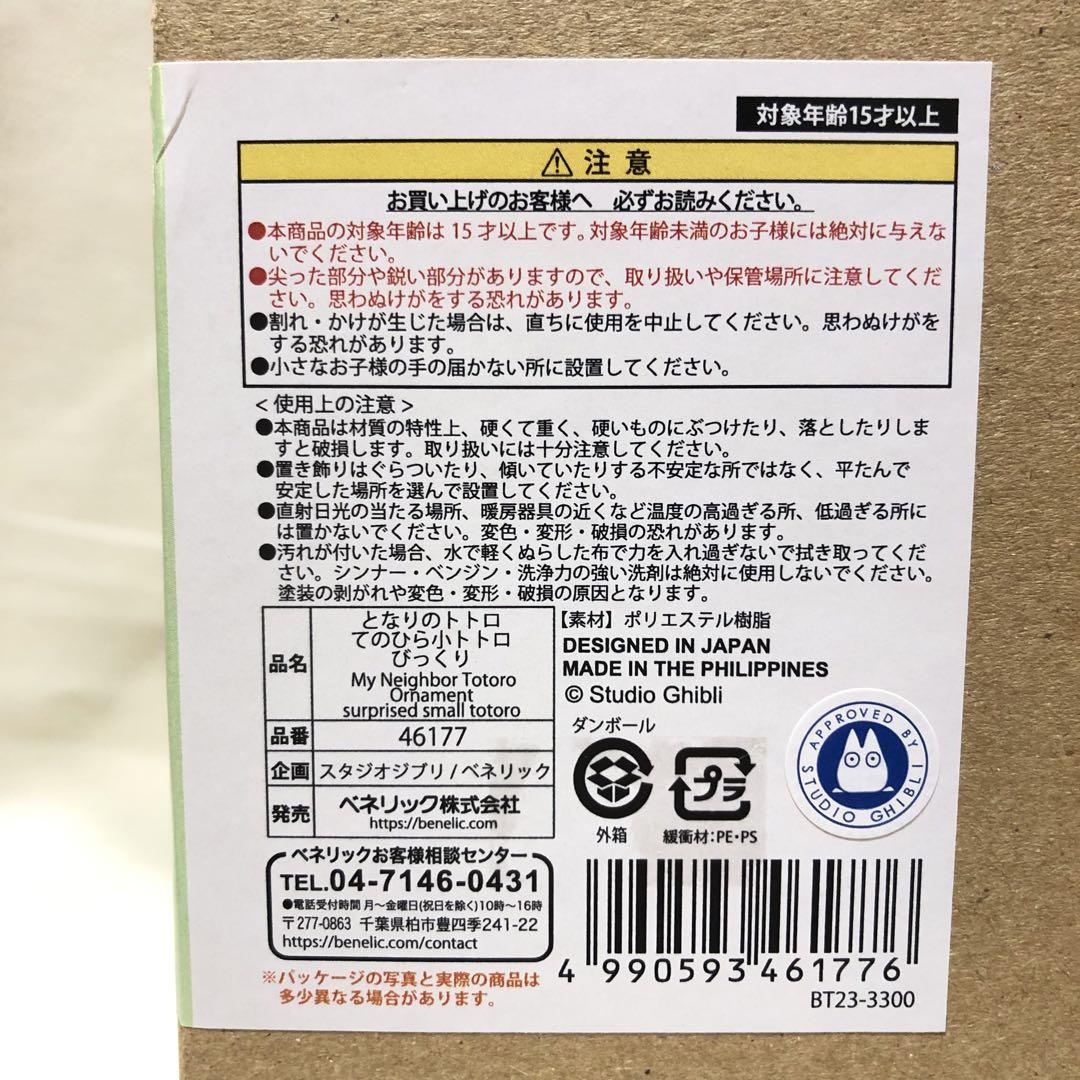 対象年齢15才以上
⚠注意
お買い上げのお客様へ 必ずお読みください。
●本商品の対象年齢は15才以上です。対象年齢未満のお子様には絶対に与えな
いでください。
●尖った部分や鋭い部分がありますので、取り扱いや保管場所に注意してくだ
さい。思わぬけがをする恐れがあります。
●割れ・かけが生じた場合は、直ちに使用を中止してください。思わぬけがを
する恐れがあります。
●小さなお子様の手の届かない所に設置してください。
<使用上の注意>
●本商品は材質の特性上、硬くて重く、硬いものにぶつけたり、落としたりしま
すと破損します。取り扱いには十分注意してください。
●置き飾りはぐらついたり、傾いていたりする不安定な所ではなく、平たんで
安定した場所を選んで設置してください。
●直射日光の当たる場所、暖房器具の近くなど温度の高過ぎる所、低過ぎる所に
は置かないでください。変色・変形・破損の恐れがあります。
●汚れが付いた場合、水で軽くぬらした布で力を入れ過ぎないで拭き取ってくだ
さい。シンナー・ベンジン・洗浄力の強い洗剤は絶対に使用しないでください。
塗装の剥がれや変色・変形・破損の原因となります。
品名
となりのトトロ
てのひら小トトロ
びっくり
My Neighbor Totoro
Ornament
surprised small totoro
品番 46177
企画 スタジオジブリ/ベネリック
発売 ベネリック株式会社
https://benelic.com
【素材】ポリエステル樹脂
DESIGNED IN JAPAN
MADE IN THE PHILIPPINES
© Studio Ghibli
ダンボール
外箱
プラ
緩衝材:PE・PS
APPROVED BY
STUDIO GHIBLI
ベネリックお客様相談センター
TEL.04-7146-0431
●電話受付時間 月～金曜日(祝日を除く)10時～16時
〒277-0863 千葉県柏市豊四季241-22
https://benelic.com/contact
※パッケージの写真と実際の商品は
多少異なる場合があります。
4 990593 461776
BT23-3300